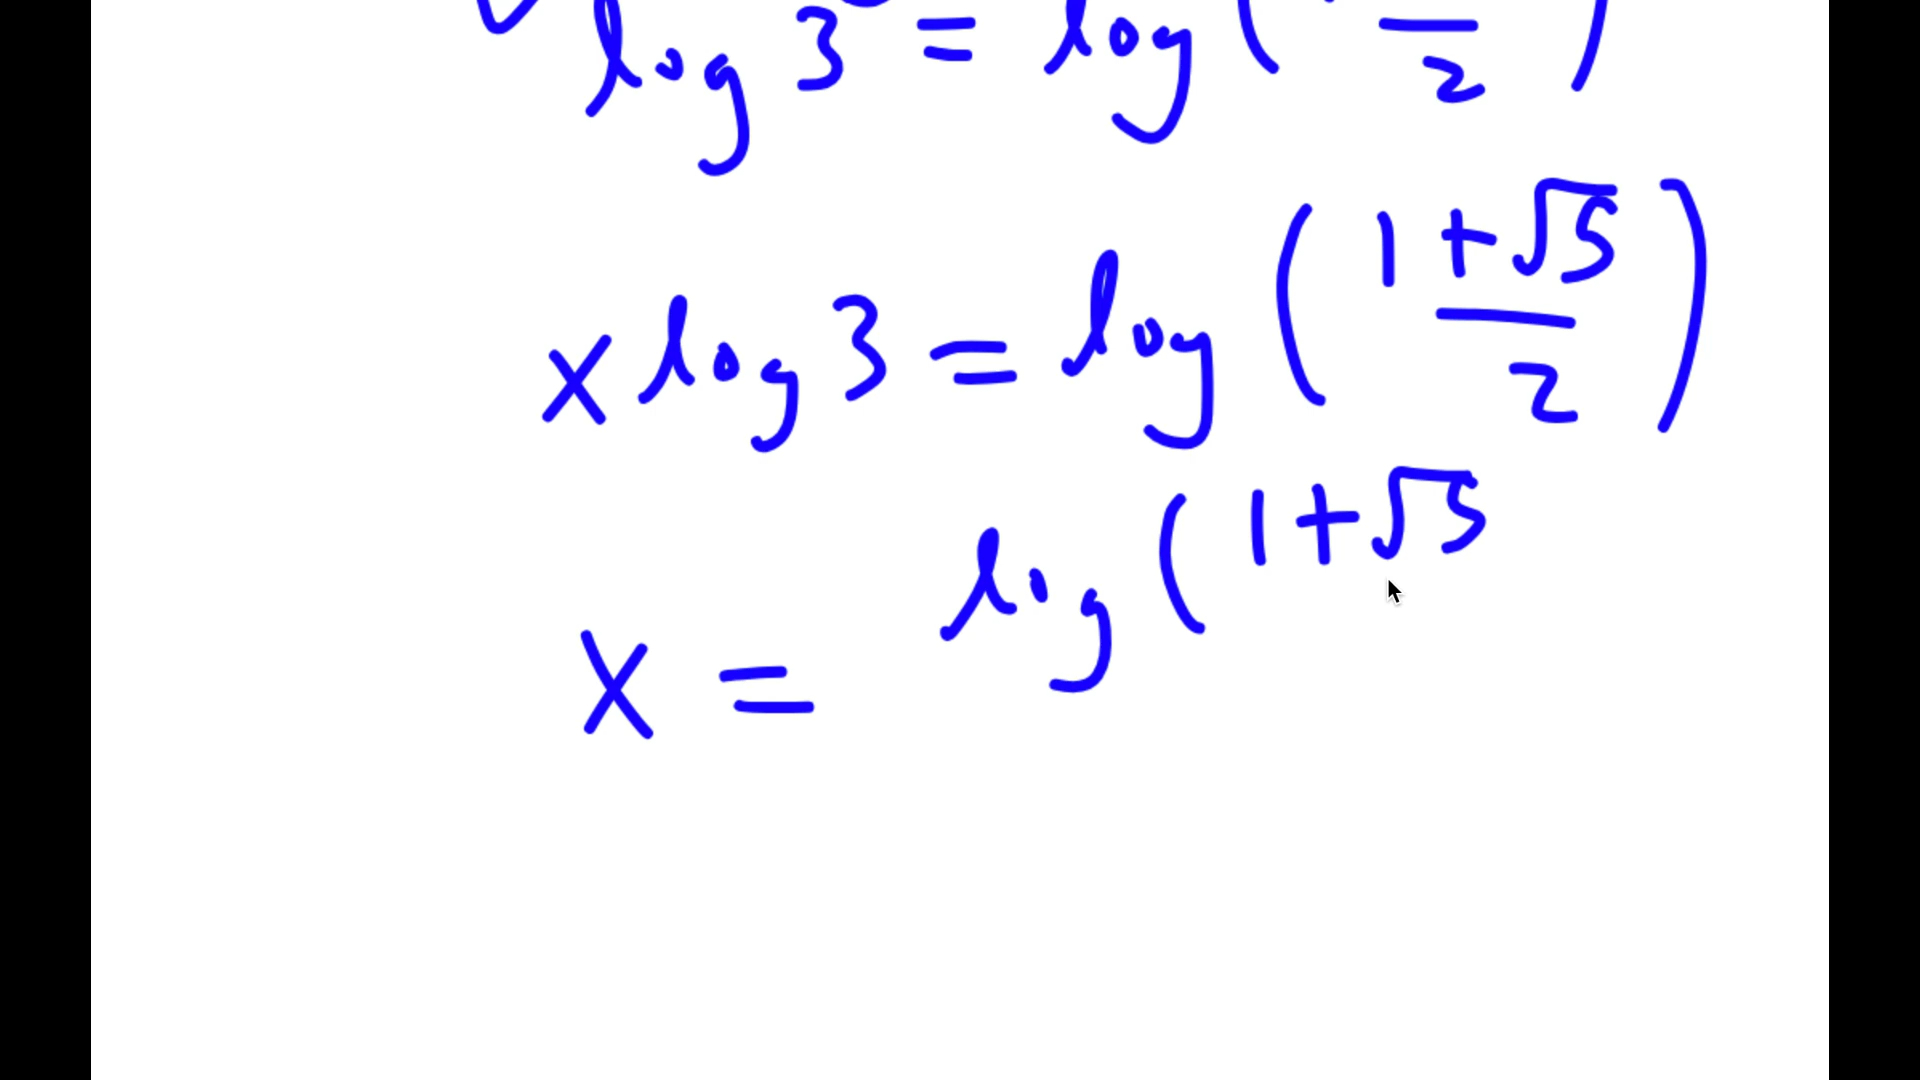 log 3 = log ( — 2 )
x log 3 = log ( (1+√5)/2 )
x = log ( 1+√5